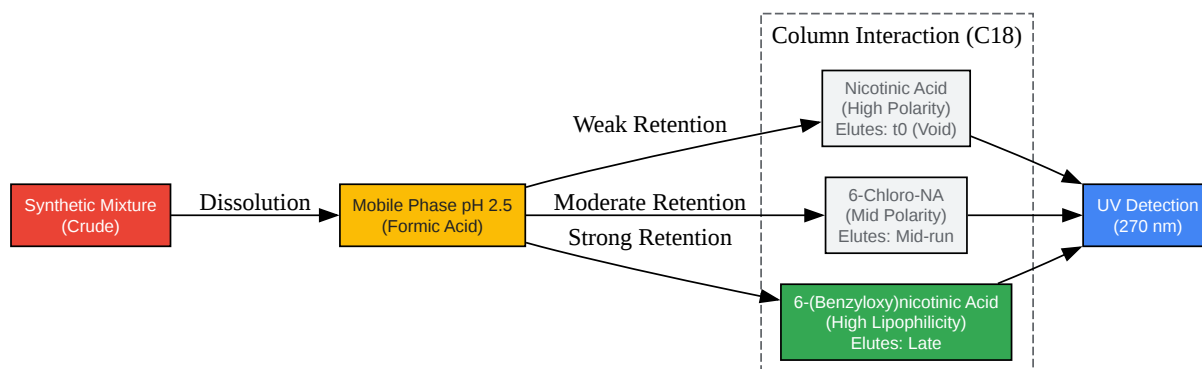 Column Interaction (C18)
Nicotinic Acid
(High Polarity)
Elutes: t0 (Void)
Weak Retention
Synthetic Mixture
(Crude)
Dissolution
Mobile Phase pH 2.5
(Formic Acid)
Moderate Retention
6-Chloro-NA
(Mid Polarity)
Elutes: Mid-run
UV Detection
(270 nm)
Strong Retention
6-(Benzyloxy)nicotinic Acid
(High Lipophilicity)
Elutes: Late